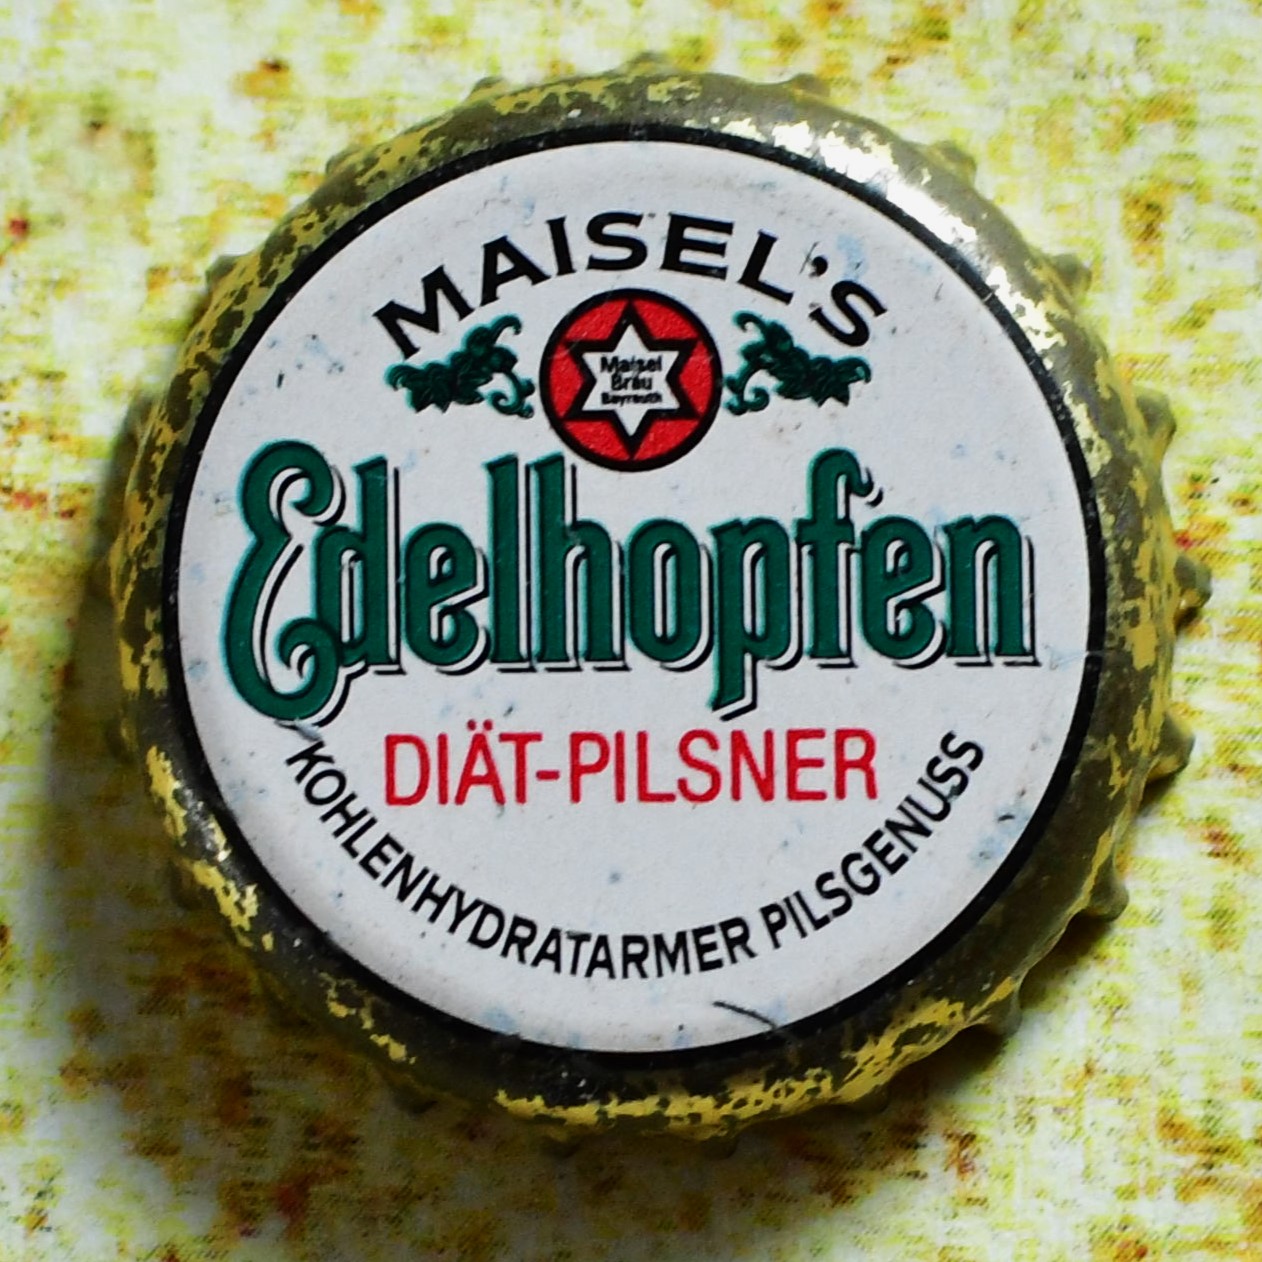 MAISEL'S
Maisel
Bräu
Bayreuth
Edelhopfen
DIÄT-PILSNER
KOHLENHYDRATARMER PILSGENUSS